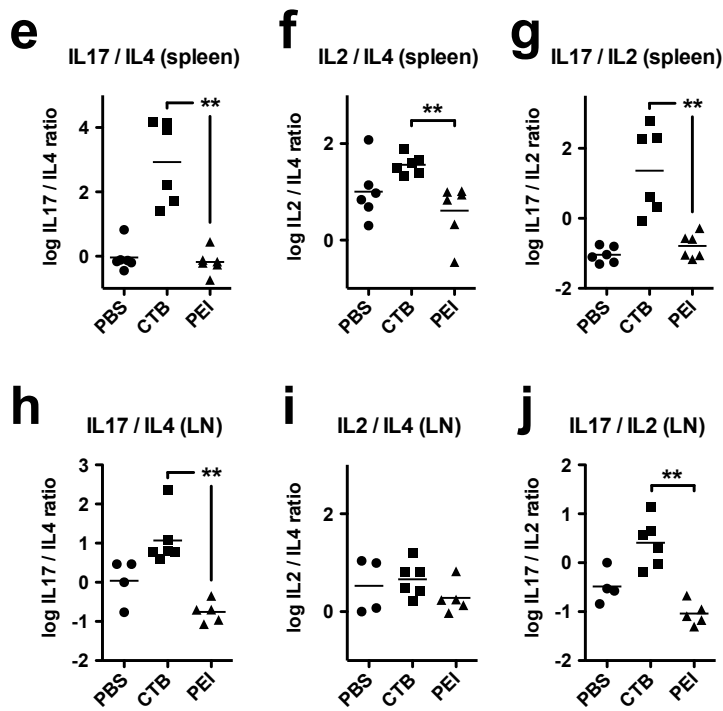 e
IL17 / IL4 (spleen)
log IL17 / IL4 ratio
4
2
0
**
PBS
CTB
PEI
f
IL2 / IL4 (spleen)
log IL2 / IL4 ratio
2
0
**
PBS
CTB
PEI
g
IL17 / IL2 (spleen)
log IL17 / IL2 ratio
2
0
-2
**
PBS
CTB
PEI
h
IL17 / IL4 (LN)
log IL17 / IL4 ratio
3
2
1
0
-1
-2
**
PBS
CTB
PEI
i
IL2 / IL4 (LN)
log IL2 / IL4 ratio
2
0
PBS
CTB
PEI
j
IL17 / IL2 (LN)
log IL17 / IL2 ratio
2
1
0
-1
-2
**
PBS
CTB
PEI